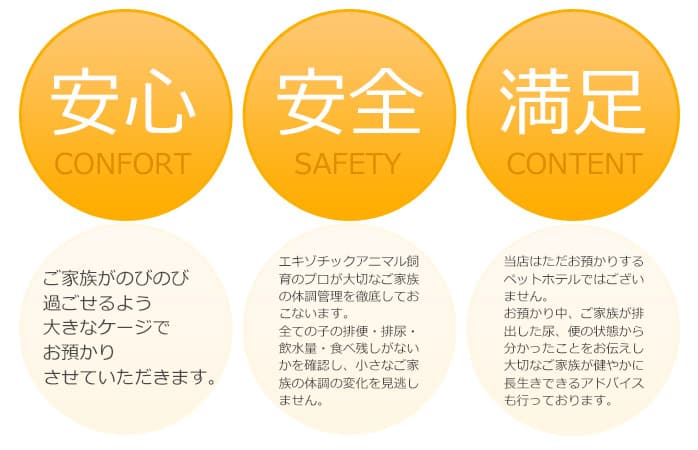 安心
CONFORT
ご家族がのびのび
過ごせるよう
大きなケージで
お預かり
させていただきます。
安全
SAFETY
エキゾチックアニマル飼
育のプロが大切なご家族
の体調管理を徹底してお
こないます。
全ての子の排便・排尿・
飲水量・食べ残しがない
かを確認し、小さなご家
族の体調の変化を見逃し
ません。
満足
CONTENT
当店はただお預かりする
ペットホテルではござい
ません。
お預かり中、ご家族が排
出した尿、便の状態から
分かったことをお伝えし
大切なご家族が健やかに
長生きできるアドバイス
も行っております。